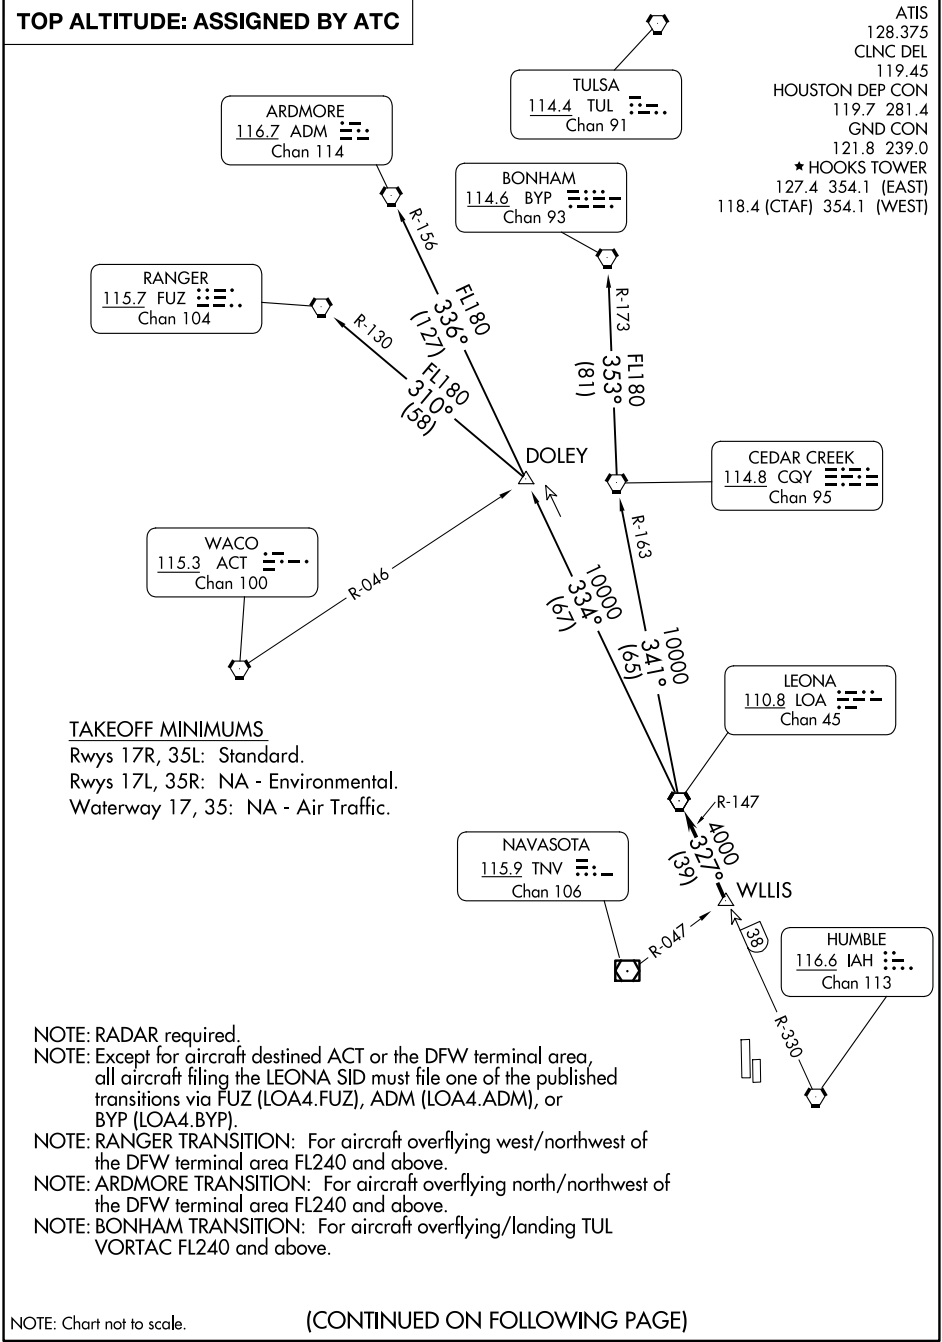 TOP ALTITUDE: ASSIGNED BY ATC
ATIS
128.375
CLNC DEL
119.45
HOUSTON DEP CON
119.7 281.4
GND CON
121.8 239.0
★ HOOKS TOWER
127.4 354.1 (EAST)
118.4 (CTAF) 354.1 (WEST)
TULSA
114.4 TUL
Chan 91
ARDMORE
116.7 ADM
Chan 114
BONHAM
114.6 BYP
Chan 93
R-156
RANGER
115.7 FUZ
Chan 104
R-130
FL180
336°
(127)
R-173
FL180
353°
(81)
FL180
310°
(58)
DOLEY
CEDAR CREEK
114.8 CQY
Chan 95
R-163
WACO
115.3 ACT
Chan 100
R-046
10000
334°
(67)
10000
341°
(65)
LEONA
110.8 LOA
Chan 45
TAKEOFF MINIMUMS
Rwys 17R, 35L: Standard.
Rwys 17L, 35R: NA - Environmental.
Waterway 17, 35: NA - Air Traffic.
R-147
4000
327°
(39)
NAVASOTA
115.9 TNV
Chan 106
WLLIS
R-047
38
HUMBLE
116.6 IAH
Chan 113
R-330
NOTE: RADAR required.
NOTE: Except for aircraft destined ACT or the DFW terminal area,
all aircraft filing the LEONA SID must file one of the published
transitions via FUZ (LOA4.FUZ), ADM (LOA4.ADM), or
BYP (LOA4.BYP).
NOTE: RANGER TRANSITION: For aircraft overflying west/northwest of
the DFW terminal area FL240 and above.
NOTE: ARDMORE TRANSITION: For aircraft overflying north/northwest of
the DFW terminal area FL240 and above.
NOTE: BONHAM TRANSITION: For aircraft overflying/landing TUL
VORTAC FL240 and above.
NOTE: Chart not to scale.
(CONTINUED ON FOLLOWING PAGE)